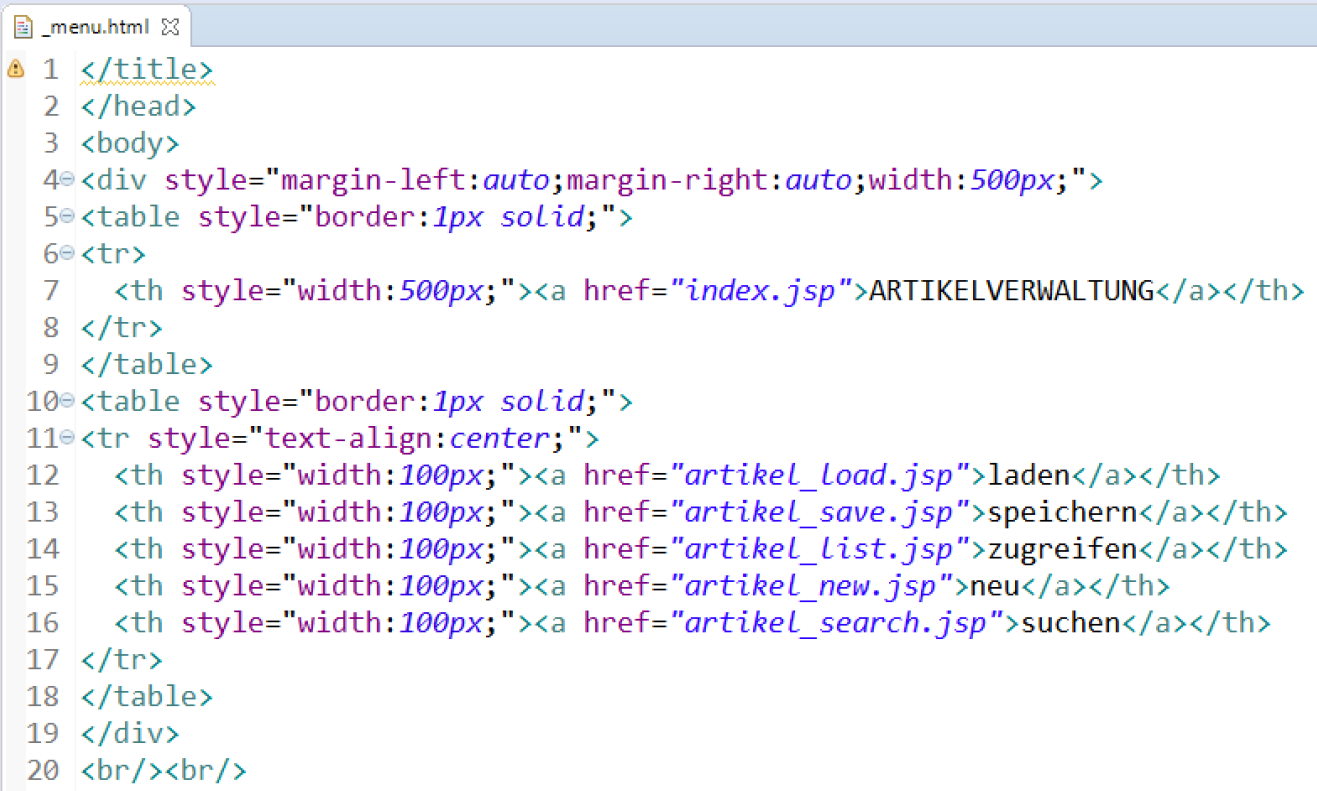 _menu.html
1 </title>
2 </head>
3 <body>
4 <div style="margin-left:auto;margin-right:auto;width:500px;">
5 <table style="border:1px solid;">
6 <tr>
7   <th style="width:500px;"><a href="index.jsp">ARTIKELVERWALTUNG</a></th>
8 </tr>
9 </table>
10 <table style="border:1px solid;">
11 <tr style="text-align:center;">
12   <th style="width:100px;"><a href="artikel_load.jsp">laden</a></th>
13   <th style="width:100px;"><a href="artikel_save.jsp">speichern</a></th>
14   <th style="width:100px;"><a href="artikel_list.jsp">zugreifen</a></th>
15   <th style="width:100px;"><a href="artikel_new.jsp">neu</a></th>
16   <th style="width:100px;"><a href="artikel_search.jsp">suchen</a></th>
17 </tr>
18 </table>
19 </div>
20 <br/><br/>